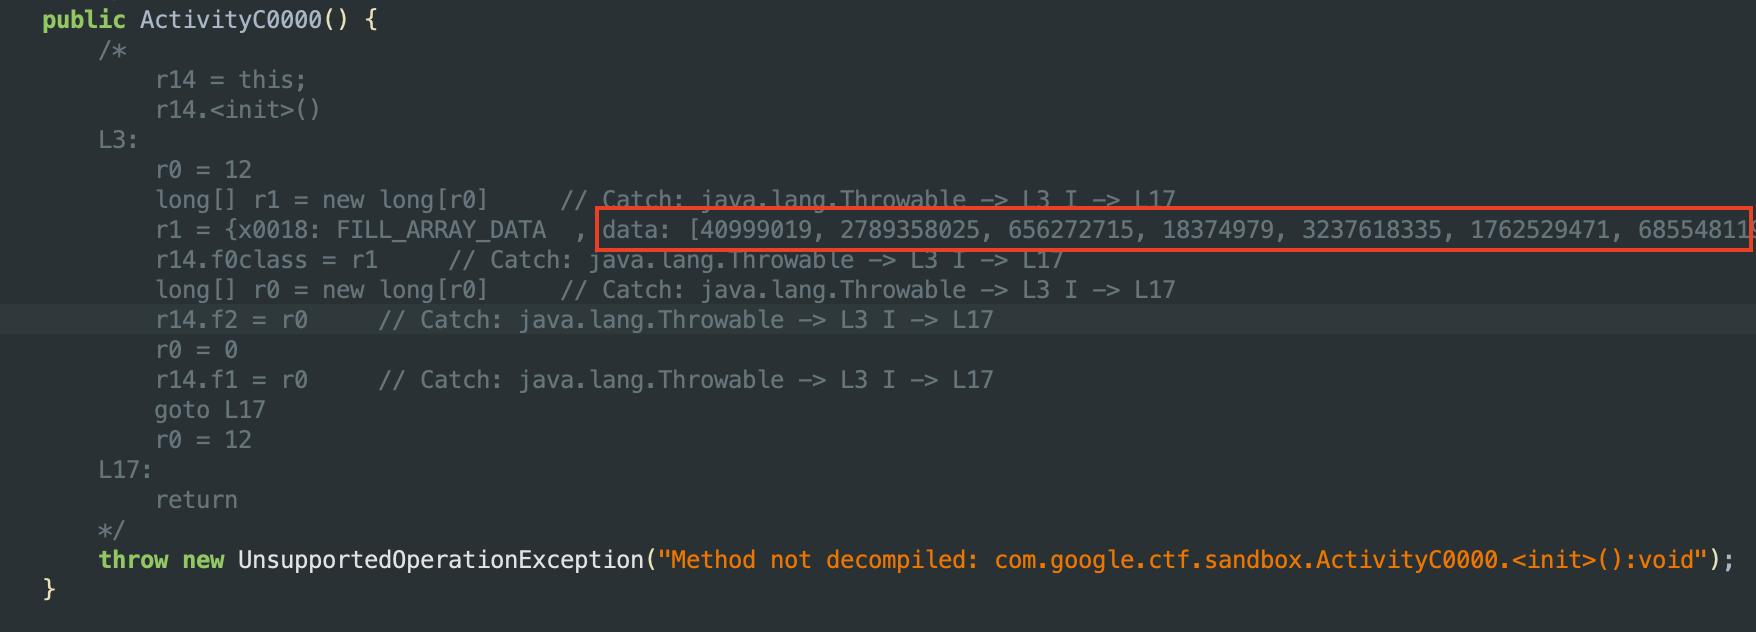 public ActivityC0000() {
/*
r14 = this;
r14.<init>()
L3:
r0 = 12
long[] r1 = new long[r0]     // Catch: java.lang.Throwable -> L3 I -> L17
r1 = {x0018: FILL_ARRAY_DATA  , data: [40999019, 2789358025, 656272715, 18374979, 3237618335, 1762529471, 685548119
r14.f0class = r1     // Catch: java.lang.Throwable -> L3 I -> L17
long[] r0 = new long[r0]     // Catch: java.lang.Throwable -> L3 I -> L17
r14.f2 = r0     // Catch: java.lang.Throwable -> L3 I -> L17
r0 = 0
r14.f1 = r0     // Catch: java.lang.Throwable -> L3 I -> L17
goto L17
r0 = 12
L17:
return
*/
throw new UnsupportedOperationException("Method not decompiled: com.google.ctf.sandbox.ActivityC0000.<init>():void");
}